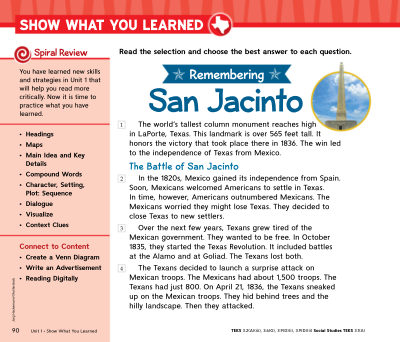 SHOW WHAT YOU LEARNED
Spiral Review
You have learned new skills
and strategies in Unit 1 that
will help you read more
critically. Now it is time to
practice what you have
learned.
• Headings
• Maps
• Main Idea and Key
Details
• Compound Words
• Character, Setting,
Plot: Sequence
• Dialogue
• Visualize
• Context Clues
Connect to Content
• Create a Venn Diagram
• Write an Advertisement
• Reading Digitally
Read the selection and choose the best answer to each question.
Remembering
San Jacinto
1 The world's tallest column monument reaches high
in LaPorte, Texas. This landmark is over 565 feet tall. It
honors the victory that took place there in 1836. The win led
to the independence of Texas from Mexico.
The Battle of San Jacinto
2 In the 1820s, Mexico gained its independence from Spain.
Soon, Mexicans welcomed Americans to settle in Texas.
In time, however, Americans outnumbered Mexicans. The
Mexicans worried they might lose Texas. They decided to
close Texas to new settlers.
3 Over the next few years, Texans grew tired of the
Mexican government. They wanted to be free. In October
1835, they started the Texas Revolution. It included battles
at the Alamo and at Goliad. The Texans lost both.
4 The Texans decided to launch a surprise attack on
Mexican troops. The Mexicans had about 1,500 troops. The
Texans had just 800. On April 21, 1836, the Texans sneaked
up on the Mexican troops. They hid behind trees and the
hilly landscape. Then they attacked.
90 Unit 1 - Show What You Learned
TEKS
Social Studies TEKS